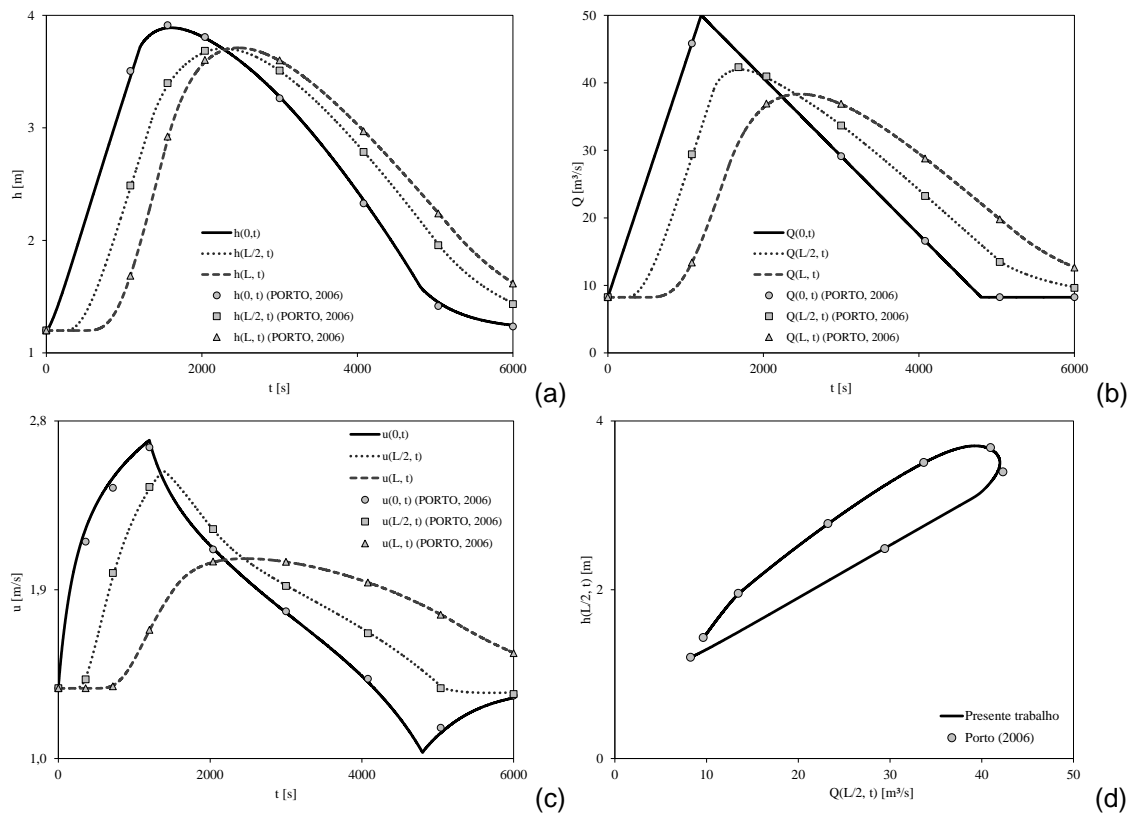 4
3
2
1
h [m]
0
2000
4000
6000
t [s]
h(0,t)
h(L/2, t)
h(L, t)
h(0, t) (PORTO, 2006)
h(L/2, t) (PORTO, 2006)
h(L, t) (PORTO, 2006)
(a)
50
40
30
20
10
0
Q [m³/s]
0
2000
4000
6000
t [s]
Q(0,t)
Q(L/2, t)
Q(L, t)
Q(0, t) (PORTO, 2006)
Q(L/2, t) (PORTO, 2006)
Q(L, t) (PORTO, 2006)
(b)
2,8
1,9
1,0
u [m/s]
0
2000
4000
6000
t [s]
u(0,t)
u(L/2, t)
u(L, t)
u(0, t) (PORTO, 2006)
u(L/2, t) (PORTO, 2006)
u(L, t) (PORTO, 2006)
(c)
4
2
0
h(L/2, t) [m]
0
10
20
30
40
50
Q(L/2, t) [m³/s]
Presente trabalho
Porto (2006)
(d)